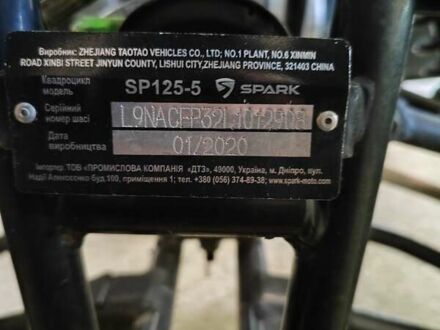 Виробник: ZHEJIANG TAOTAO VEHICLES CO., LTD; NO.1 PLANT, NO.6 XINMIN
ROAD XINBI STREET JINYUN COUNTY, LISHUI CITY,ZHEJIANG PROVINCE, 321403 CHINA
Квадроцикл
модель
SP125-5 SPARK
Серійний
номер шасі
Дата
виробництва
01/2020
Імпортер: ТОВ «ПРОМИСЛОВА КОМПАНІЯ «ДТЗ», 49000, Україна, м. Дніпро, вул.
Надії Алексєєнко буд.100, приміщення 1; тел: +380 (056) 374-89-38; www.spark-moto.com